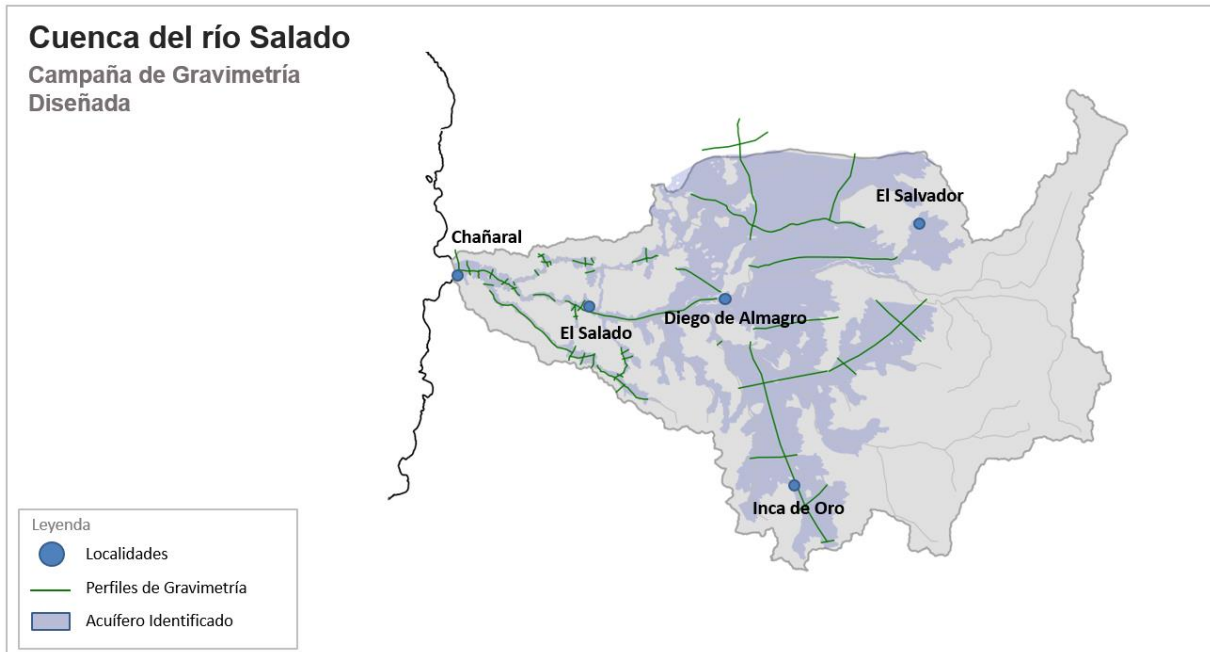 Cuenca del río Salado
Campaña de Gravimetría
Diseñada
El Salvador
Chañaral
Diego de Almagro
El Salado
Inca de Oro
Leyenda
Localidades
Perfiles de Gravimetría
Acuífero Identificado